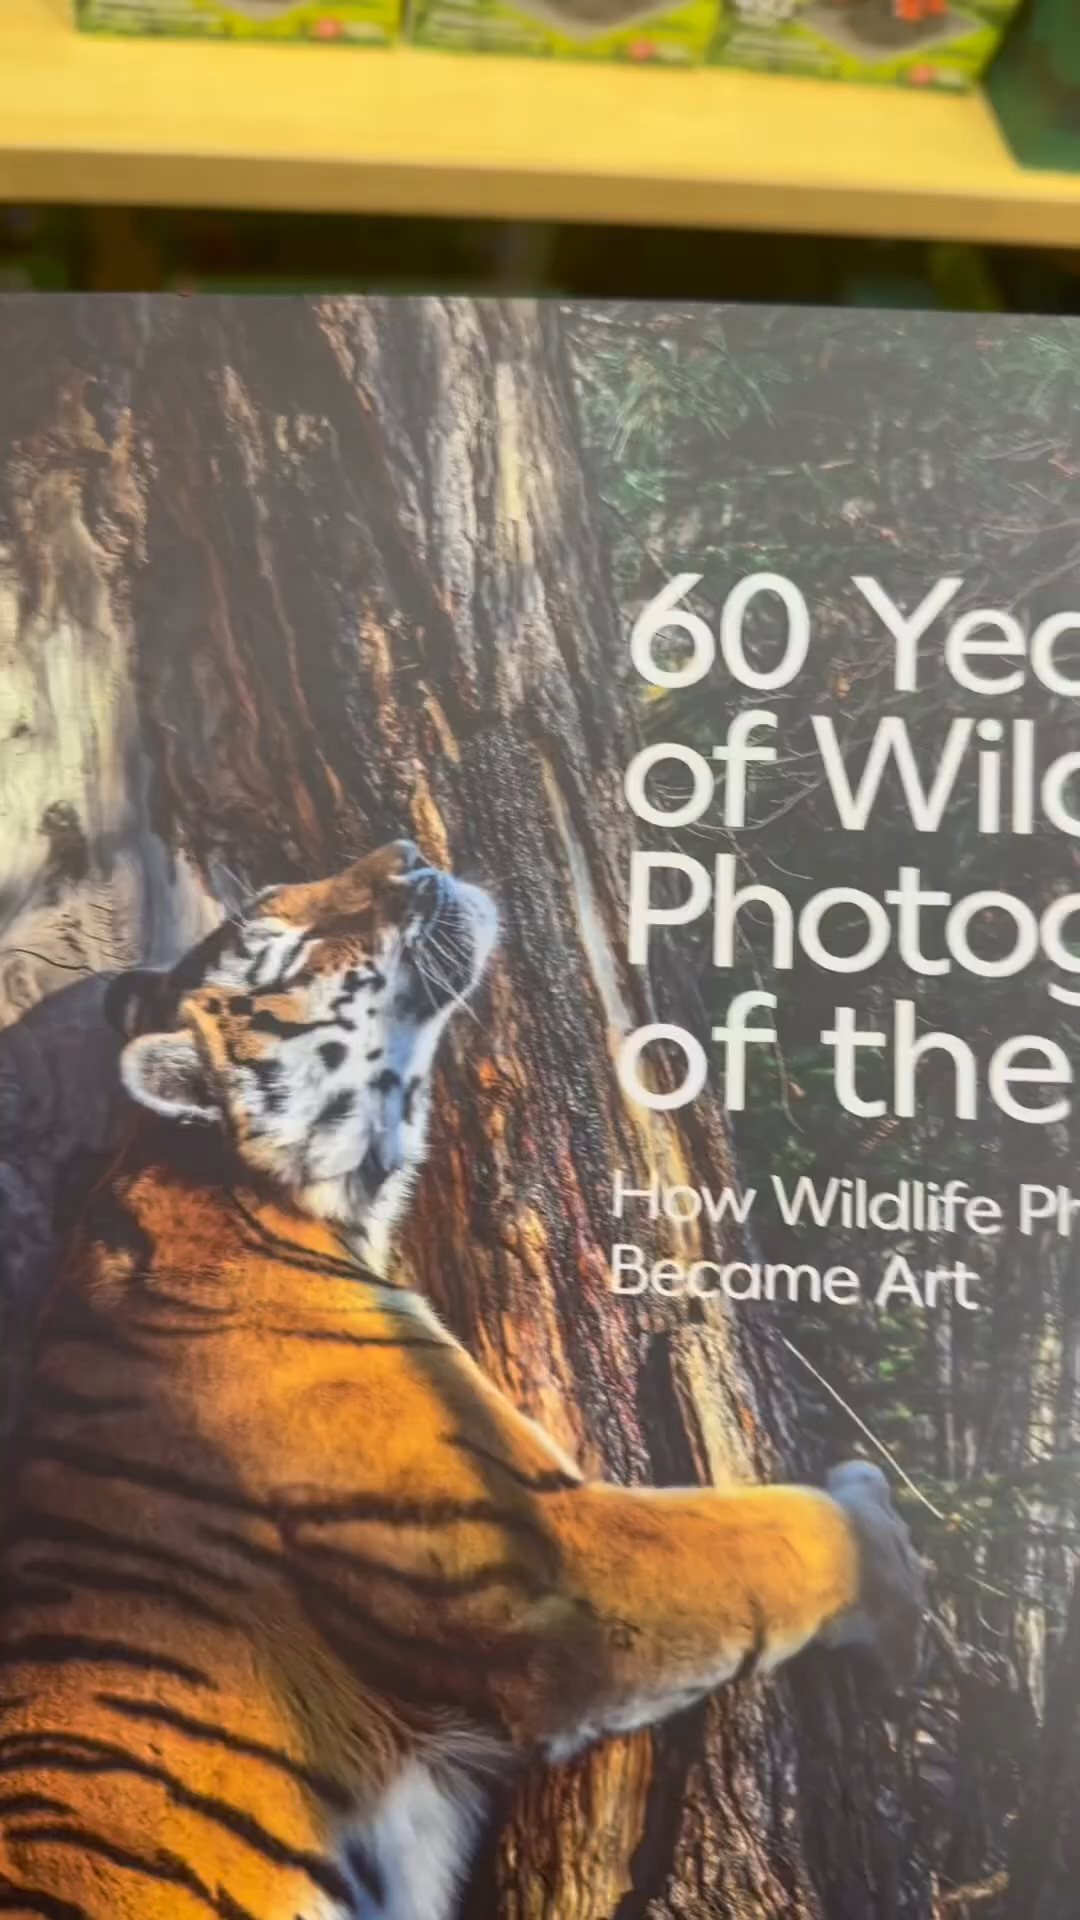 60 Yea
of Wild
Photog
of the
How Wildlife Ph
Became Art